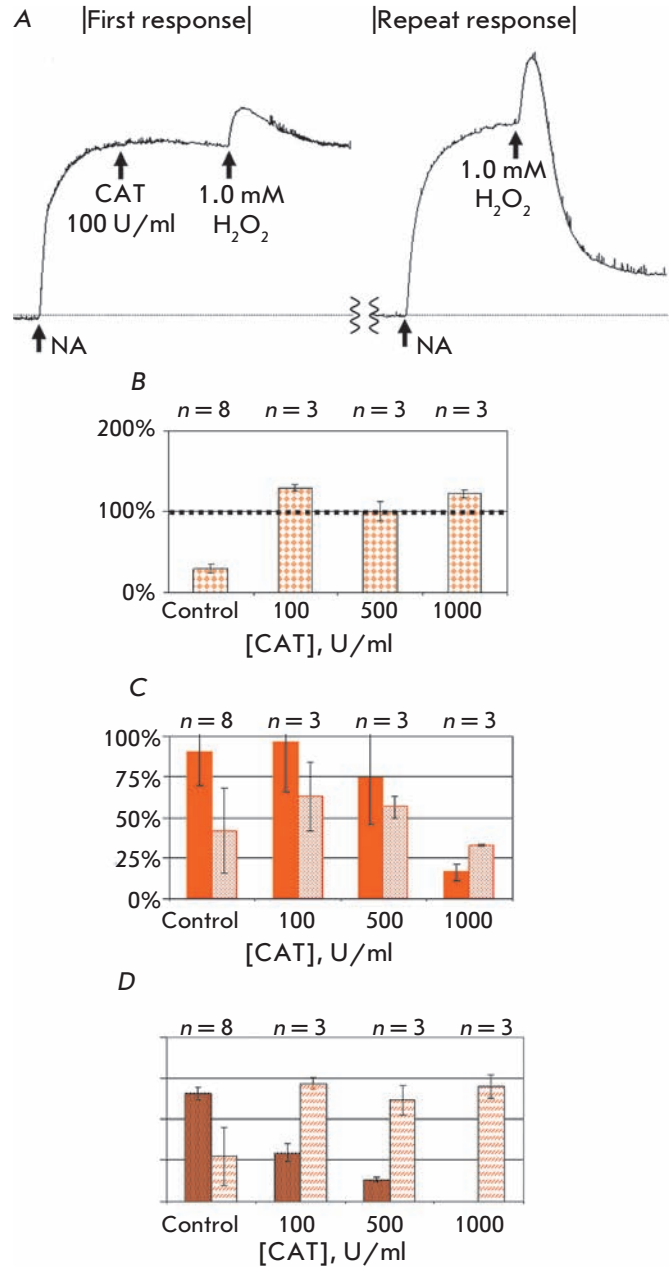 A |First response| |Repeat response|
CAT
100 U/ml
1.0 mM
H₂O₂
1.0 mM
H₂O₂
NA
NA
B
n = 8 n = 3 n = 3 n = 3
200%
100%
0%
Control 100 500 1000
[CAT], U/ml
C
n = 8 n = 3 n = 3 n = 3
100%
75%
50%
25%
0%
Control 100 500 1000
[CAT], U/ml
D
n = 8 n = 3 n = 3 n = 3
Control 100 500 1000
[CAT], U/ml